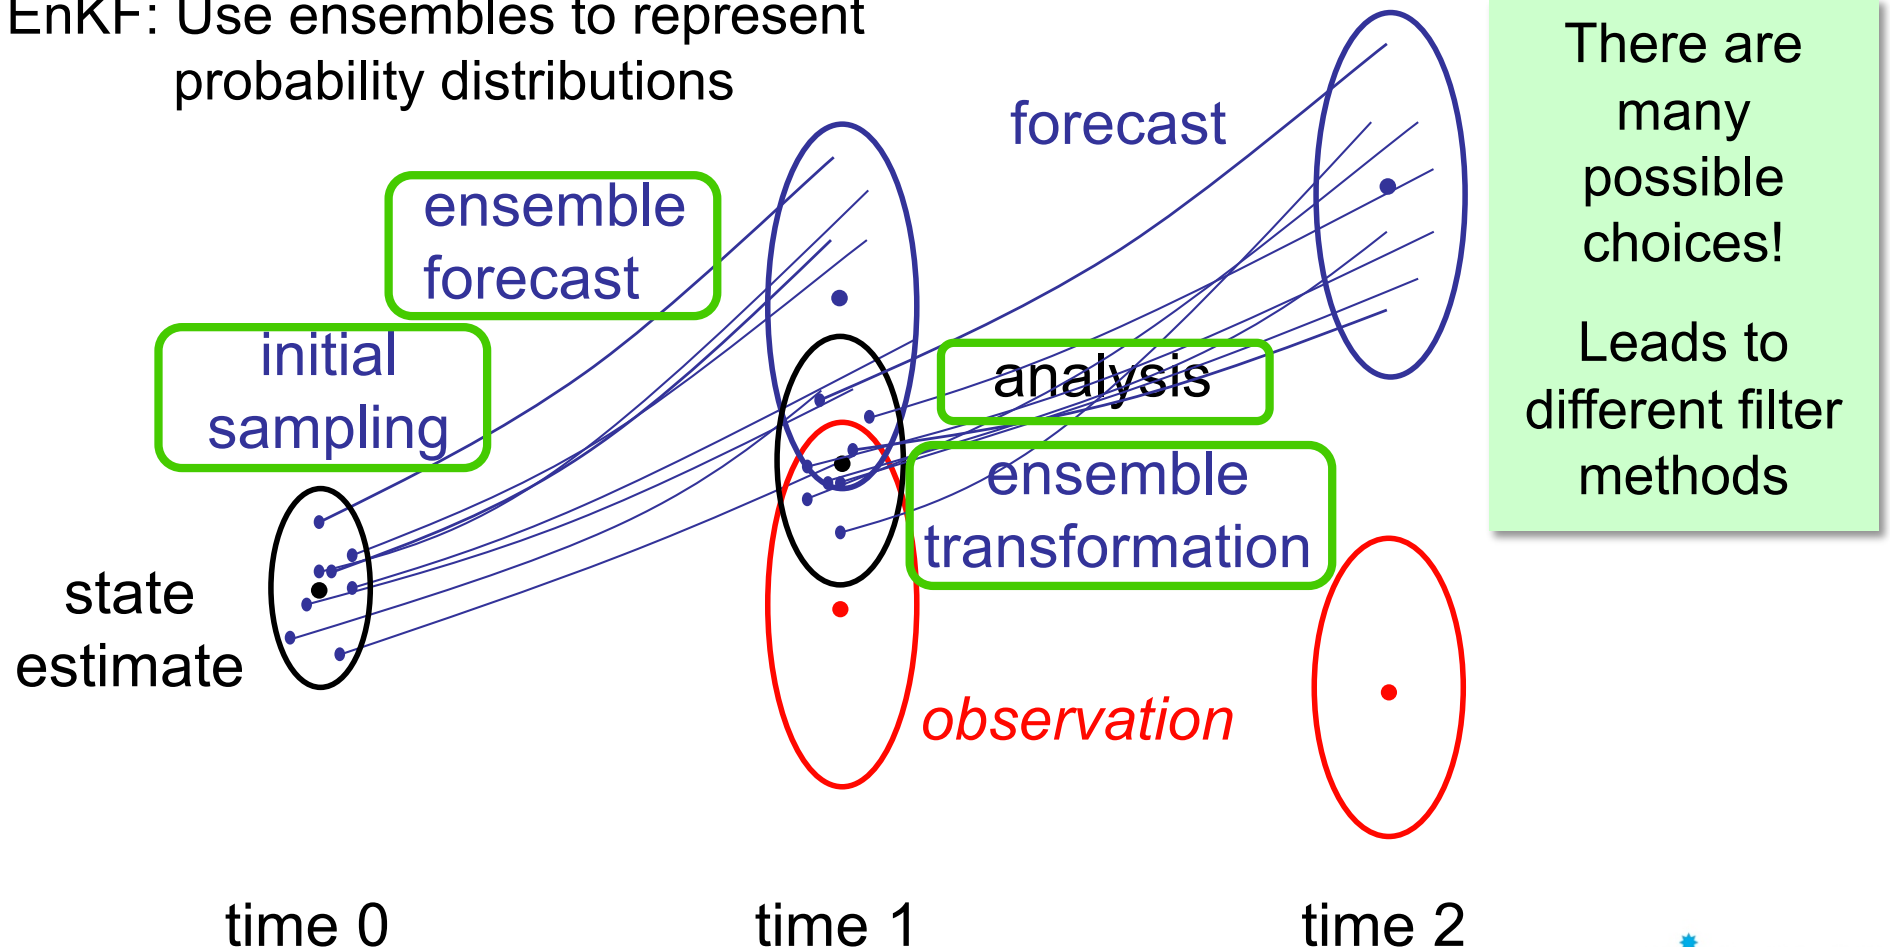 EnKF: Use ensembles to represent
probability distributions
forecast
ensemble
forecast
initial
sampling
analysis
ensemble
transformation
state
estimate
observation
time 0
time 1
time 2
There are
many
possible
choices!
Leads to
different filter
methods